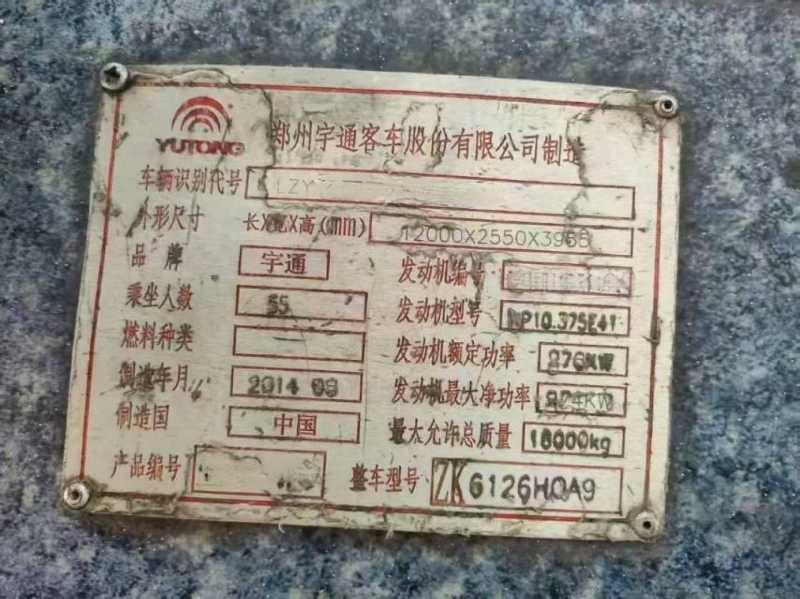 YUTONG
郑州宇通客车股份有限公司制造
车辆识别代号 LZY
外形尺寸 长X宽X高(mm) 12000X2550X3955
品牌 宇通 发动机编号
乘坐人数 55 发动机型号 WP10.375E41
燃料种类 发动机额定功率 276KW
制造年月 2014 08 发动机最大净功率 274KW
制造国 中国 最大允许总质量 18000kg
产品编号 整车型号 ZK6126HQA9